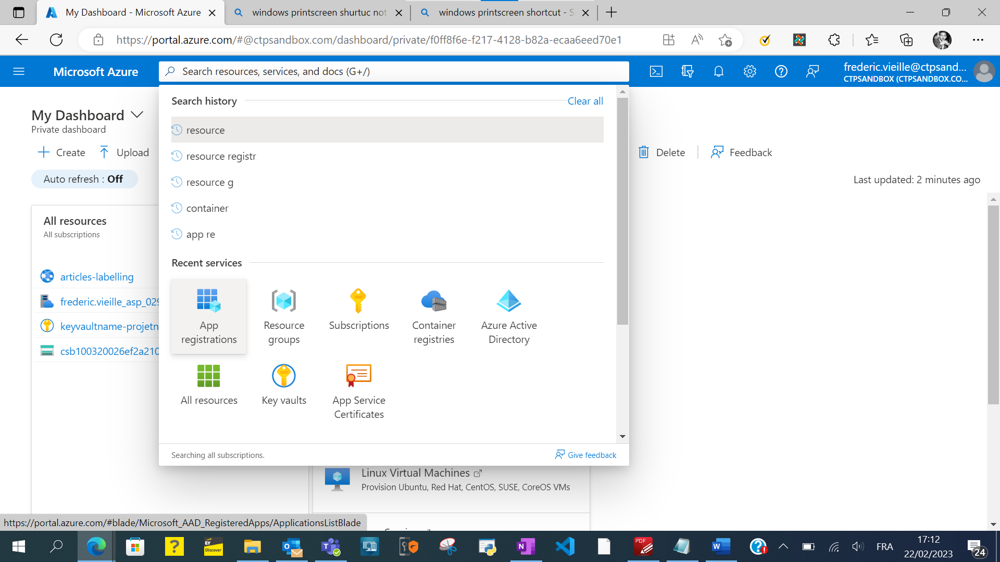 My Dashboard - Microsoft Azure
windows printscreen shurtuc not
windows printscreen shortcut - S
https://portal.azure.com/#@ctpsandbox.com/dashboard/private/f0ff8f6e-f217-4128-b82a-ecaa6eed70e1
Microsoft Azure
Search resources, services, and docs (G+/)
frederic.vieille@ctpsand...
CTPSANDBOX (CTPSANDBOX.CO...
My Dashboard
Private dashboard
Create
Upload
Delete
Feedback
Auto refresh : Off
Last updated: 2 minutes ago
Search history
Clear all
resource
resource registr
resource g
container
app re
Recent services
App registrations
Resource groups
Subscriptions
Container registries
Azure Active Directory
All resources
Key vaults
App Service Certificates
Searching all subscriptions.
Give feedback
All resources
All subscriptions
articles-labelling
frederic.vieille_asp_029
keyvaultname-projetn
csb100320026ef2a210
Linux Virtual Machines
Provision Ubuntu, Red Hat, CentOS, SUSE, CoreOS VMs
https://portal.azure.com/#blade/Microsoft_AAD_RegisteredApps/ApplicationsListBlade
EY
Discover
PDF
FRA
17:12
22/02/2023
24